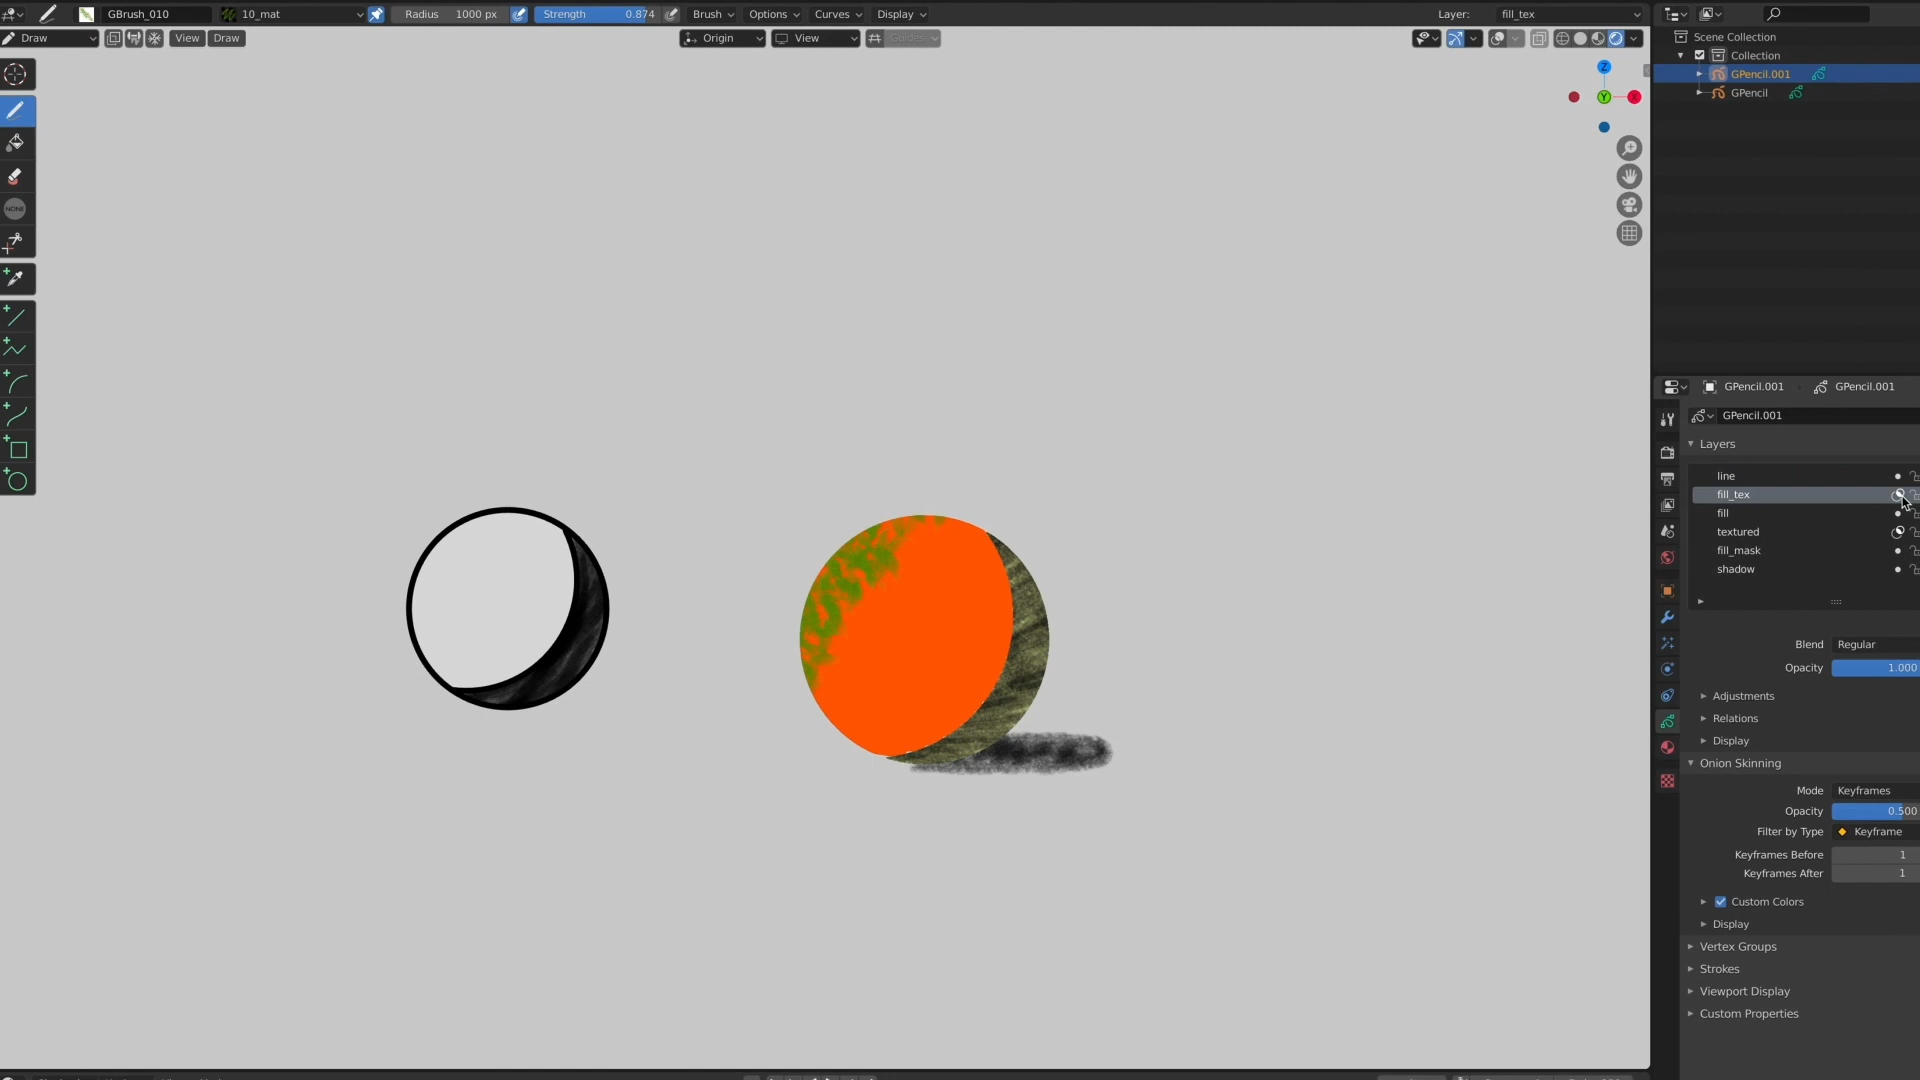 GBrush_010 10_mat Radius 1000 px Strength 0.874 Brush Options Curves Display Layer: fill_tex
Draw View Draw Origin View Guides
Z
Y
X
NONE
Scene Collection
Collection
GPencil.001
GPencil
GPencil.001 GPencil.001
GPencil.001
Layers
line
fill_tex
fill
textured
fill_mask
shadow
Blend Regular
Opacity 1.000
Adjustments
Relations
Display
Onion Skinning
Mode Keyframes
Opacity 0.500
Filter by Type Keyframe
Keyframes Before 1
Keyframes After 1
Custom Colors
Display
Vertex Groups
Strokes
Viewport Display
Custom Properties